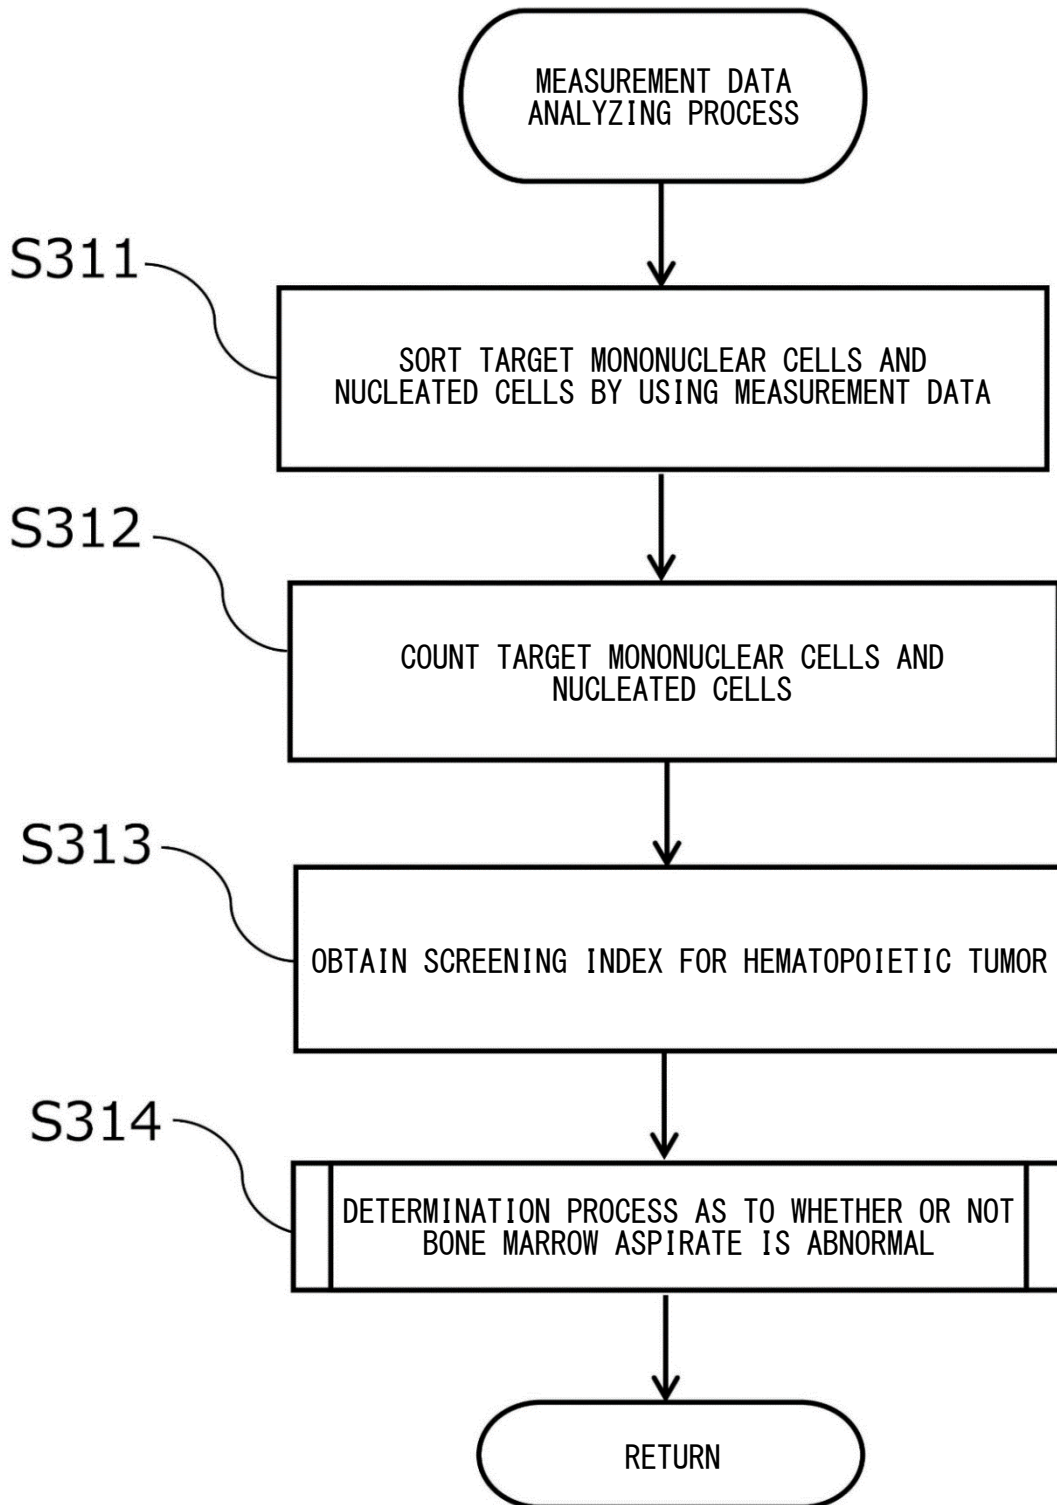 MEASUREMENT DATA
ANALYZING PROCESS
S311
SORT TARGET MONONUCLEAR CELLS AND
NUCLEATED CELLS BY USING MEASUREMENT DATA
S312
COUNT TARGET MONONUCLEAR CELLS AND
NUCLEATED CELLS
S313
OBTAIN SCREENING INDEX FOR HEMATOPOIETIC TUMOR
S314
DETERMINATION PROCESS AS TO WHETHER OR NOT
BONE MARROW ASPIRATE IS ABNORMAL
RETURN